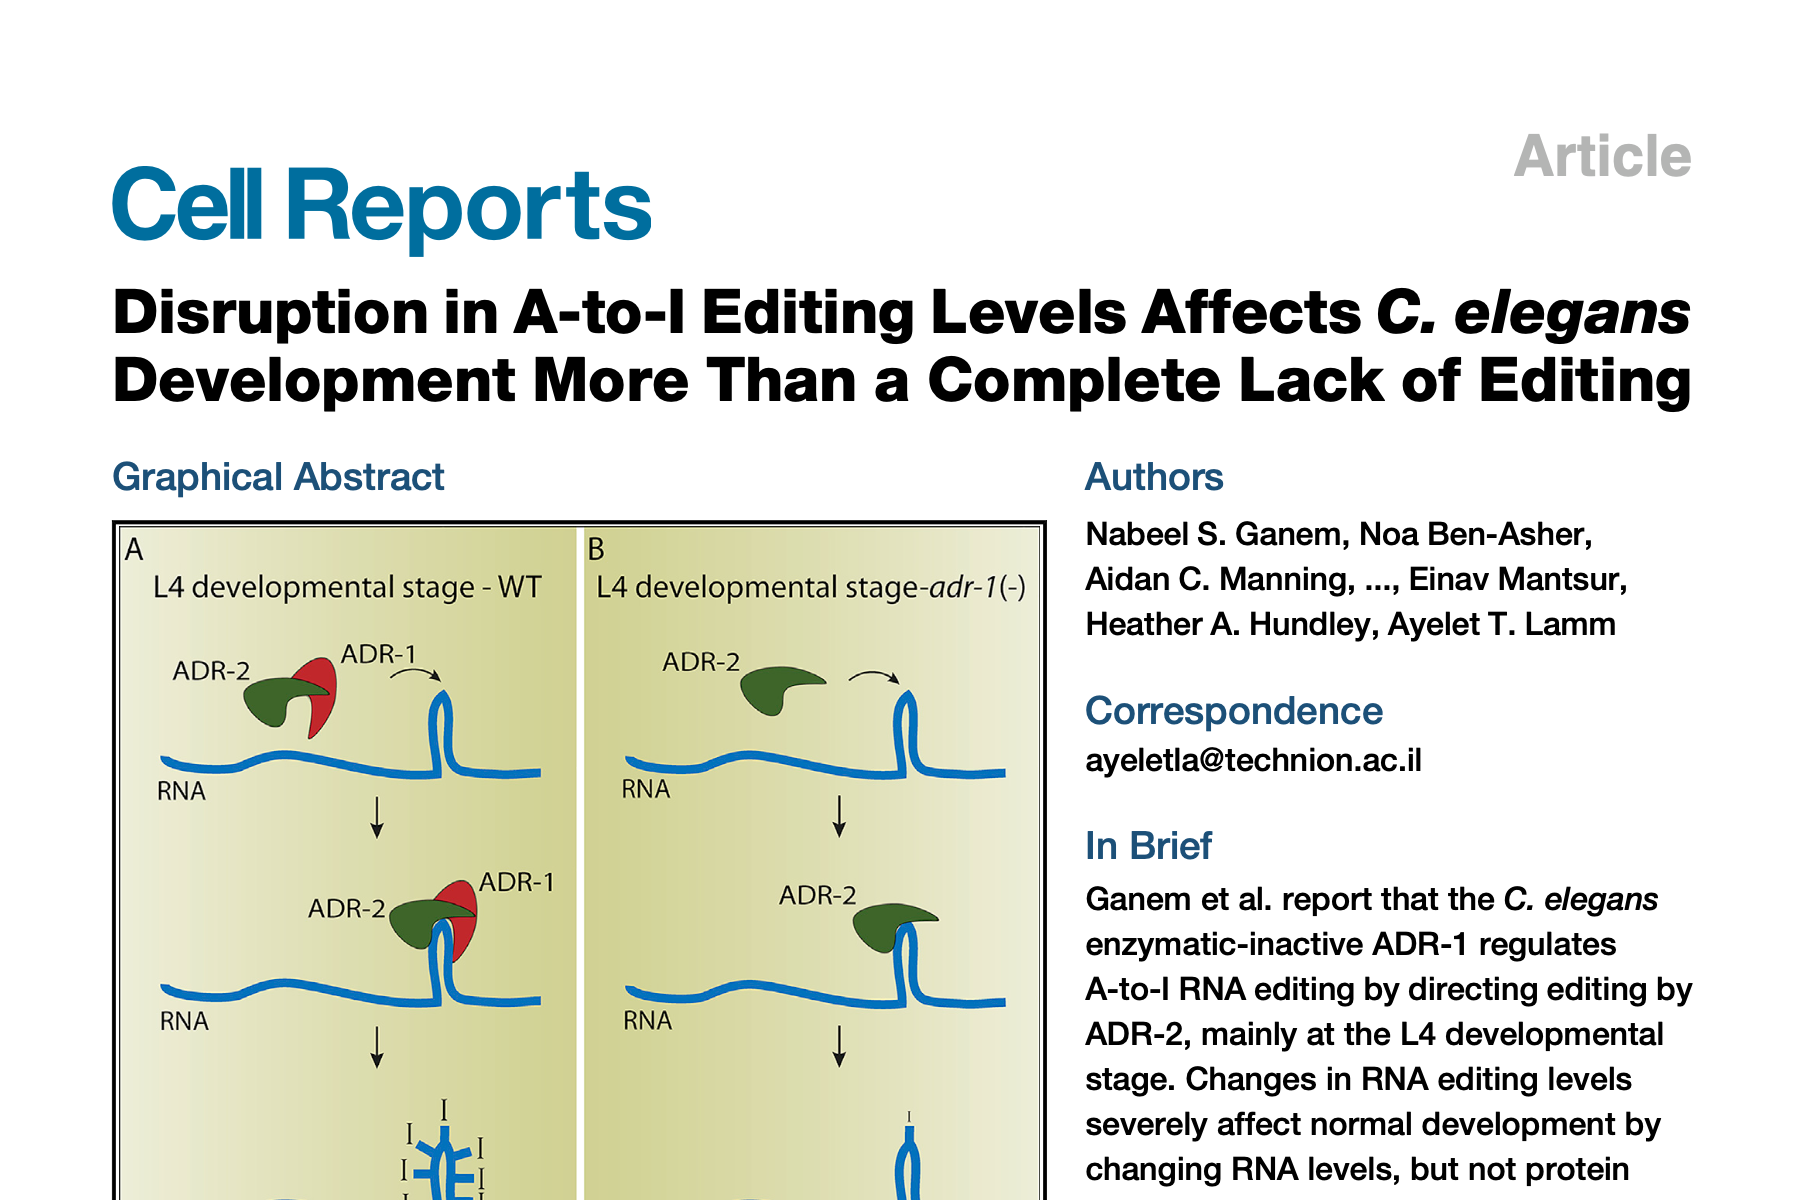 Article
Cell Reports
Disruption in A-to-I Editing Levels Affects C. elegans
Development More Than a Complete Lack of Editing
Graphical Abstract
A
L4 developmental stage - WT
ADR-2
ADR-1
RNA
ADR-2
ADR-1
RNA
I
I
I
I
I
B
L4 developmental stage-adr-1(-)
ADR-2
RNA
ADR-2
RNA
I
Authors
Nabeel S. Ganem, Noa Ben-Asher,
Aidan C. Manning, ..., Einav Mantsur,
Heather A. Hundley, Ayelet T. Lamm
Correspondence
ayeletla@technion.ac.il
In Brief
Ganem et al. report that the C. elegans
enzymatic-inactive ADR-1 regulates
A-to-I RNA editing by directing editing by
ADR-2, mainly at the L4 developmental
stage. Changes in RNA editing levels
severely affect normal development by
changing RNA levels, but not protein